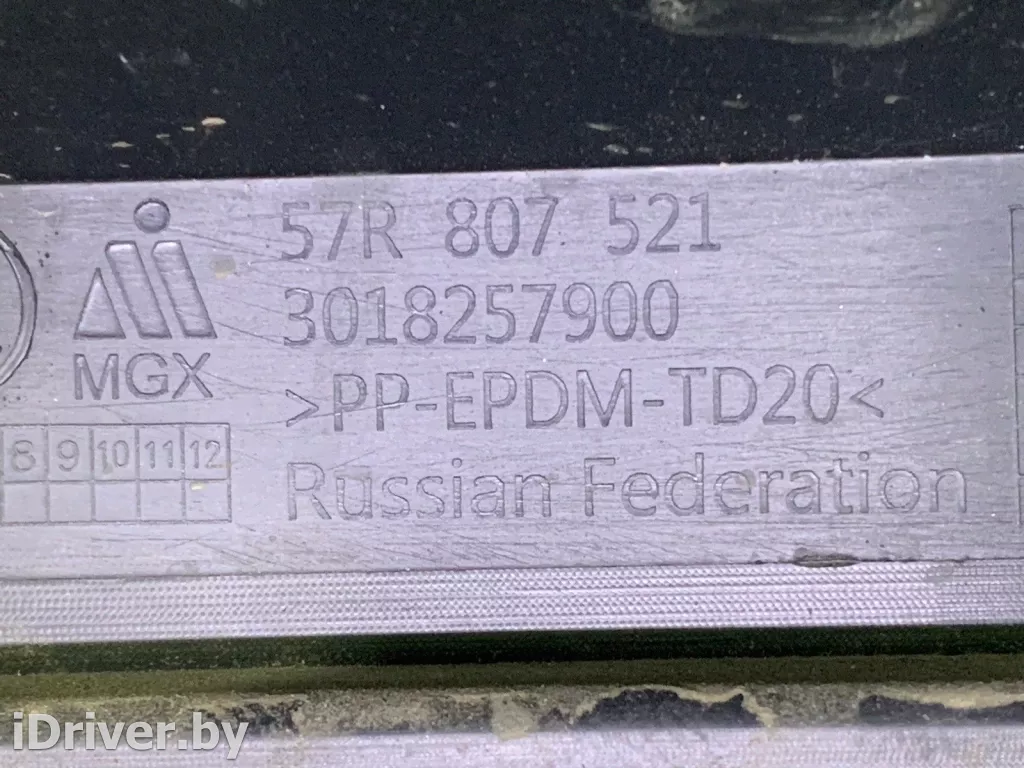 57R 807 521
3018257900
MGX
>PP-EPDM-TD20<
8 9 10 11 12
Russian Federation
iDriver.by